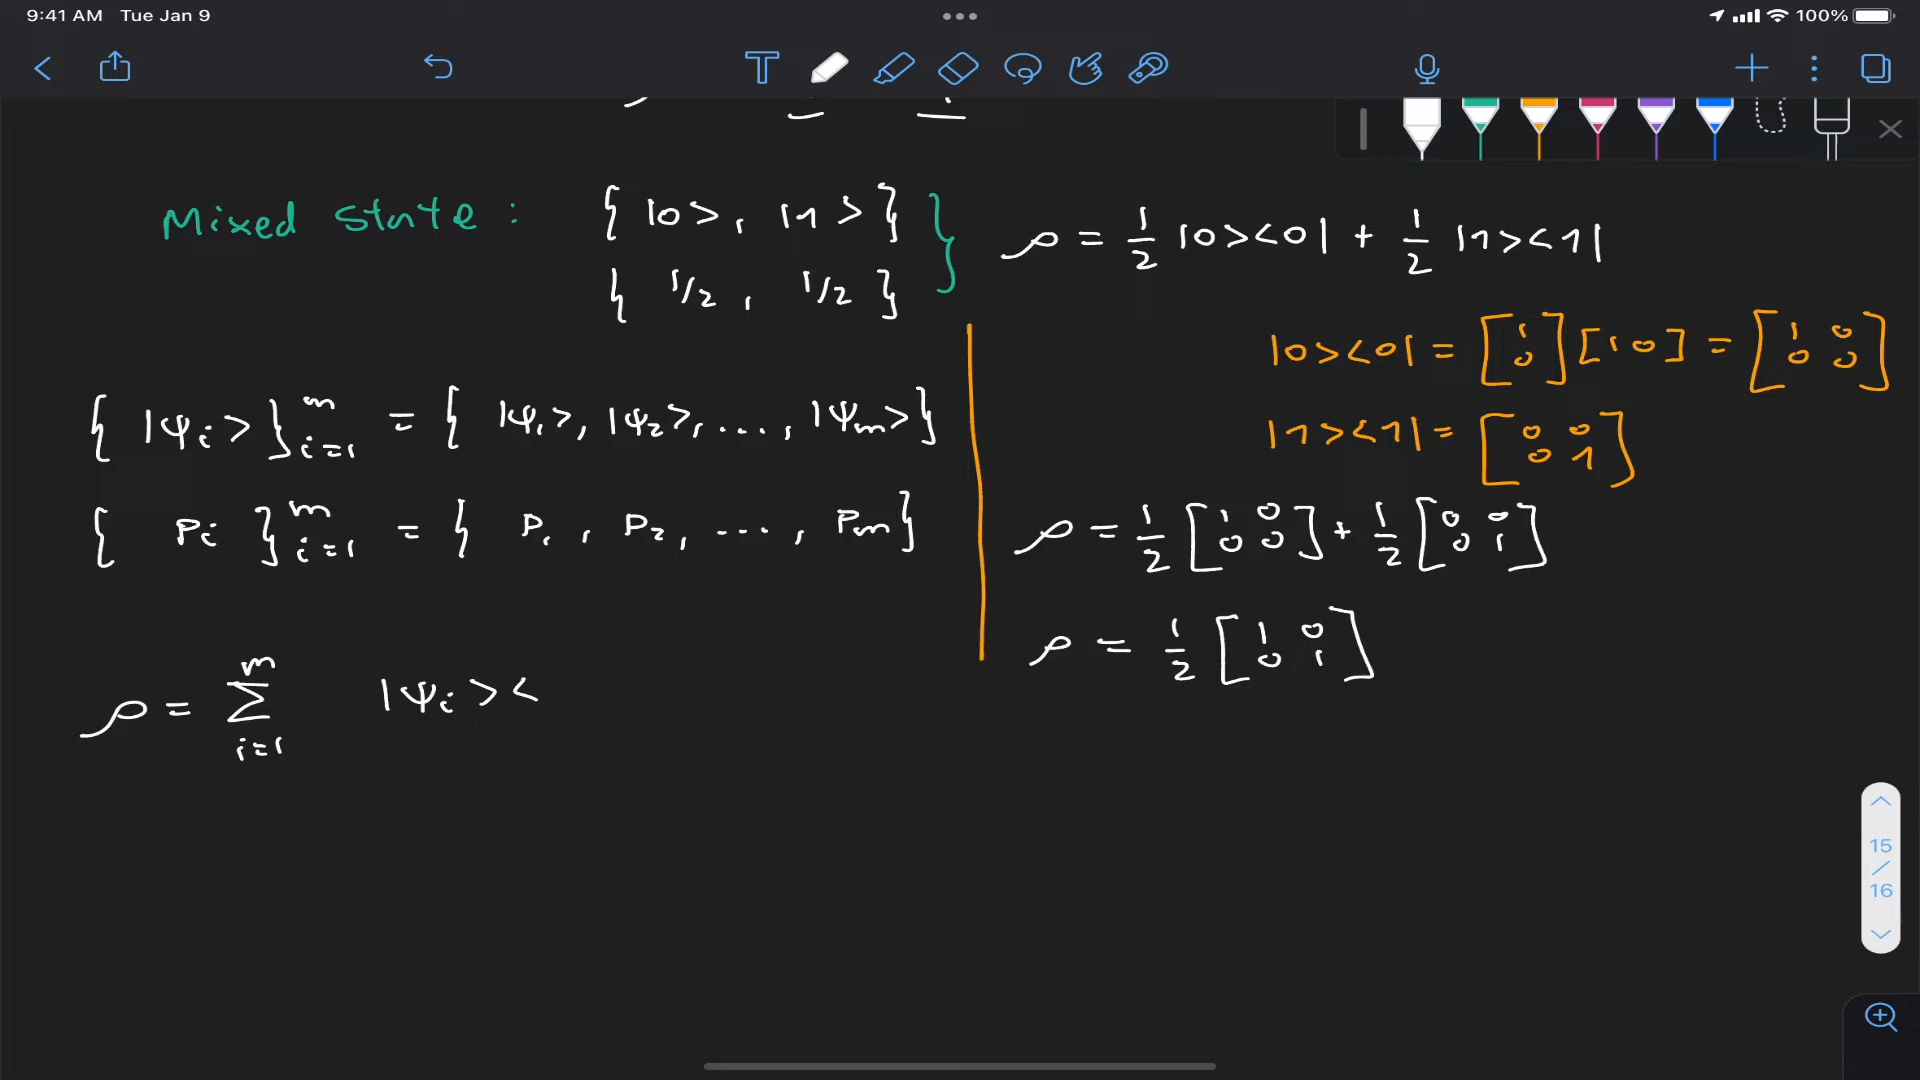 9:41 AM Tue Jan 9
100%
Mixed state : { |0>, |1> }
{ 1/2, 1/2 }
ρ = 1/2 |0><0| + 1/2 |1><1|
|0><0| = [1 0] [1 0] = [1 0 0 0]
{ |ψi> }^m i=1 = { |ψ1>, |ψ2>, ..., |ψm> }
|1><1| = [0 0 0 1]
{ Pi }^m i=1 = { P1, P2, ..., Pm }
ρ = 1/2 [1 0 0 0] + 1/2 [0 0 0 1]
ρ = 1/2 [1 0 0 1]
ρ = Σ^m i=1 |ψi><
15
/
16